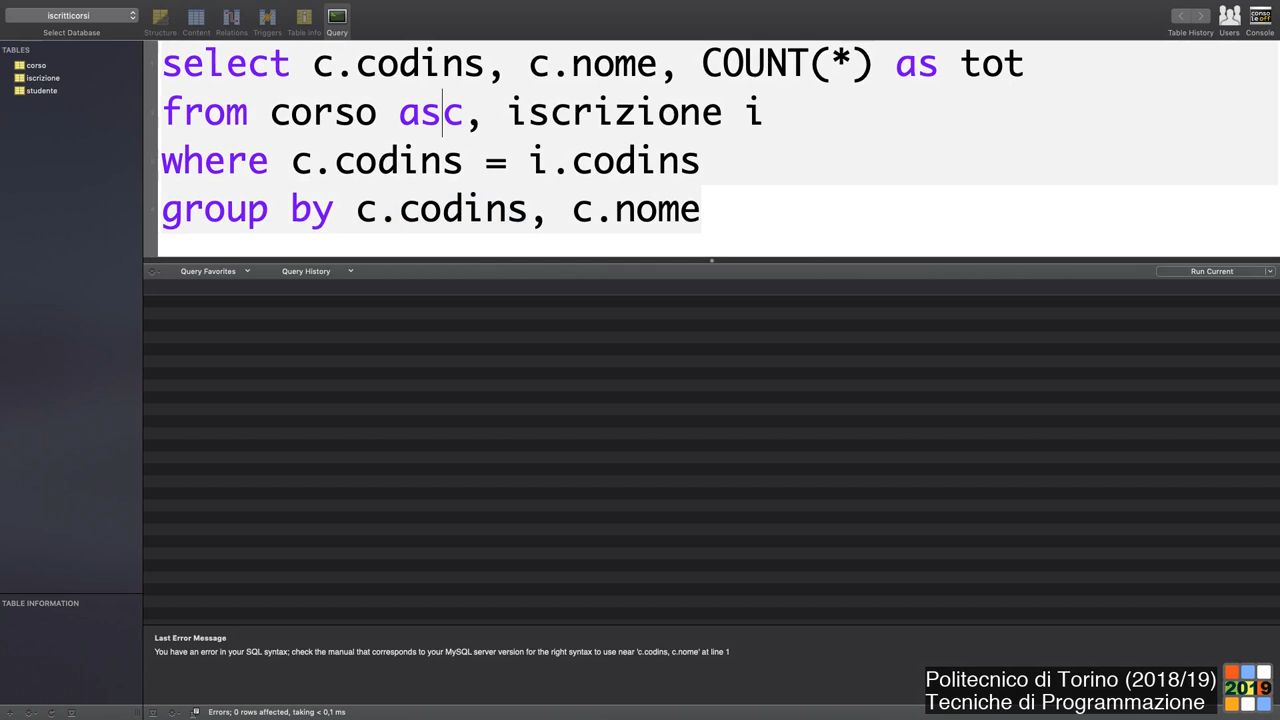 iscritticorsi
Select Database
Structure
Content
Relations
Triggers
Table Info
Query
Table History
Users
conso
le off
Console
TABLES
corso
iscrizione
studente
select c.codins, c.nome, COUNT(*) as tot
from corso asc, iscrizione i
where c.codins = i.codins
group by c.codins, c.nome
Query Favorites
Query History
Run Current
TABLE INFORMATION
Last Error Message
You have an error in your SQL syntax; check the manual that corresponds to your MySQL server version for the right syntax to use near 'c.codins, c.nome' at line 1
Errors; 0 rows affected, taking < 0,1 ms
Politecnico di Torino (2018/19)
Tecniche di Programmazione
2019